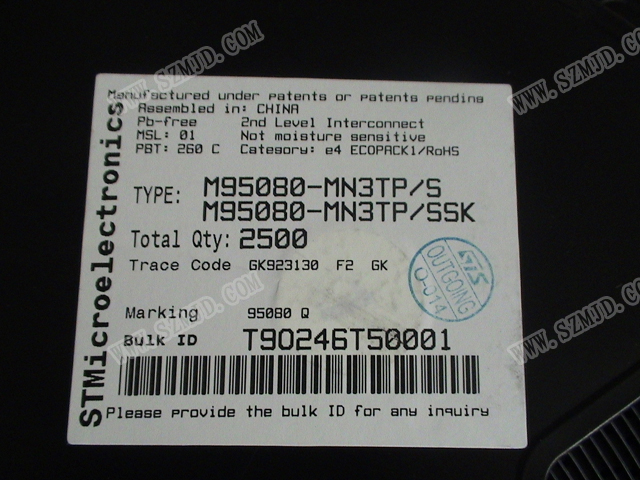 Manufactured under patents or patents pending
Assembled in: CHINA
Pb-free 2nd Level Interconnect
MSL: 01 Not moisture sensitive
PBT: 260 C Category: e4 ECOPACK1/RoHS
STMicroelectronics
TYPE: M95080-MN3TP/S
M95080-MN3TP/SSK
Total Qty: 2500
Trace Code GK923130 F2 GK
STS
OUTGOING
Q-014
Marking 95080 Q
Bulk ID T90246T50001
Please provide the bulk ID for any inquiry
WWW.SZMJD.COM
WWW.SZMJD.COM
WWW.SZMJD.COM
WWW.SZMJD.COM